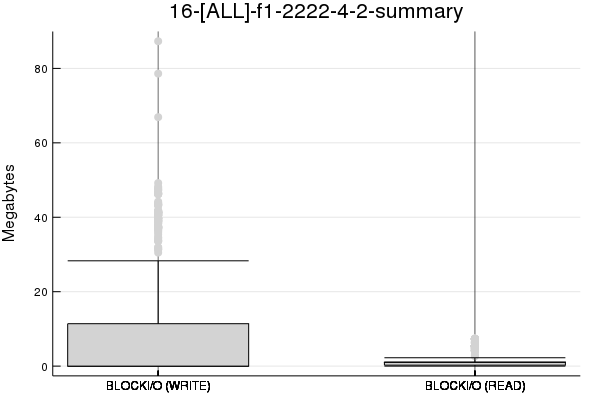 16-[ALL]-f1-2222-4-2-summary
Megabytes
80
60
40
20
0
BLOCKI/O (WRITE)
BLOCKI/O (READ)